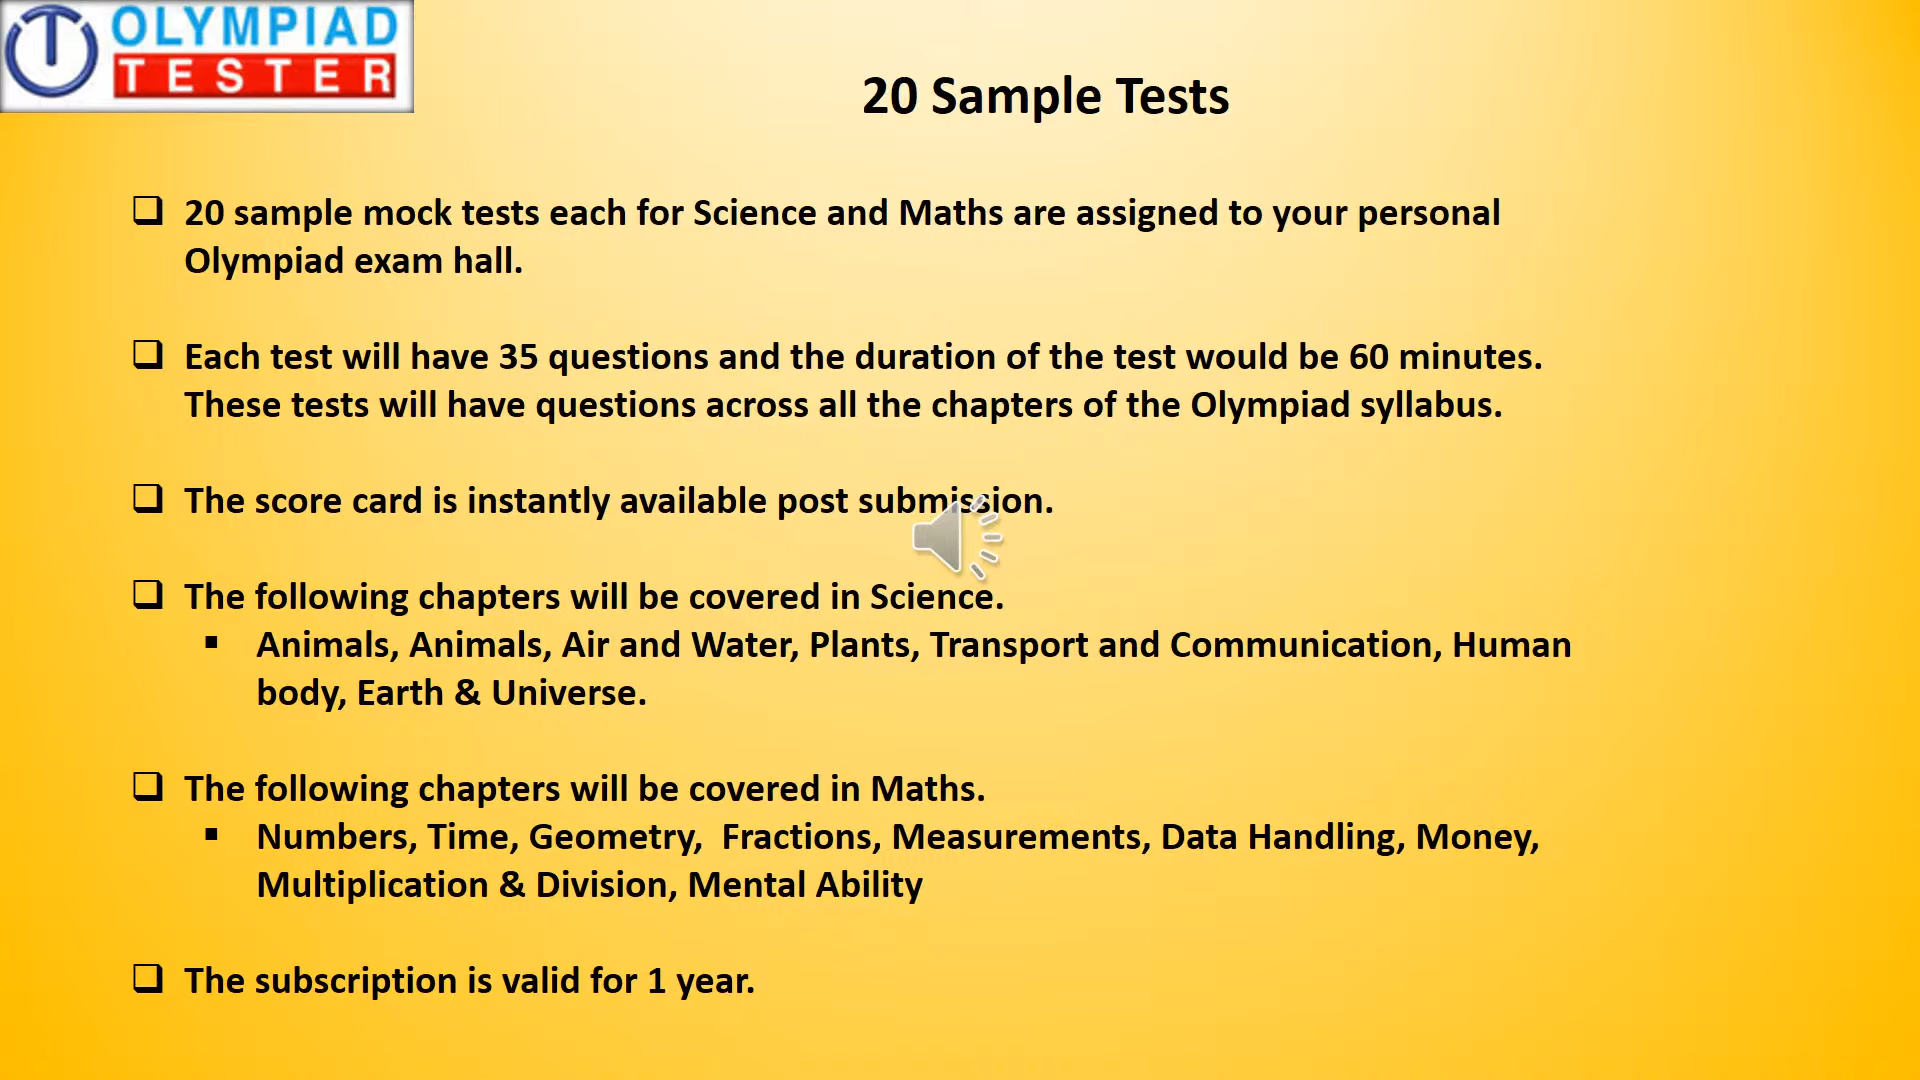 OLYMPIAD
TESTER
20 Sample Tests
20 sample mock tests each for Science and Maths are assigned to your personal
Olympiad exam hall.
Each test will have 35 questions and the duration of the test would be 60 minutes.
These tests will have questions across all the chapters of the Olympiad syllabus.
The score card is instantly available post submission.
The following chapters will be covered in Science.
Animals, Animals, Air and Water, Plants, Transport and Communication, Human
body, Earth & Universe.
The following chapters will be covered in Maths.
Numbers, Time, Geometry,  Fractions, Measurements, Data Handling, Money,
Multiplication & Division, Mental Ability
The subscription is valid for 1 year.